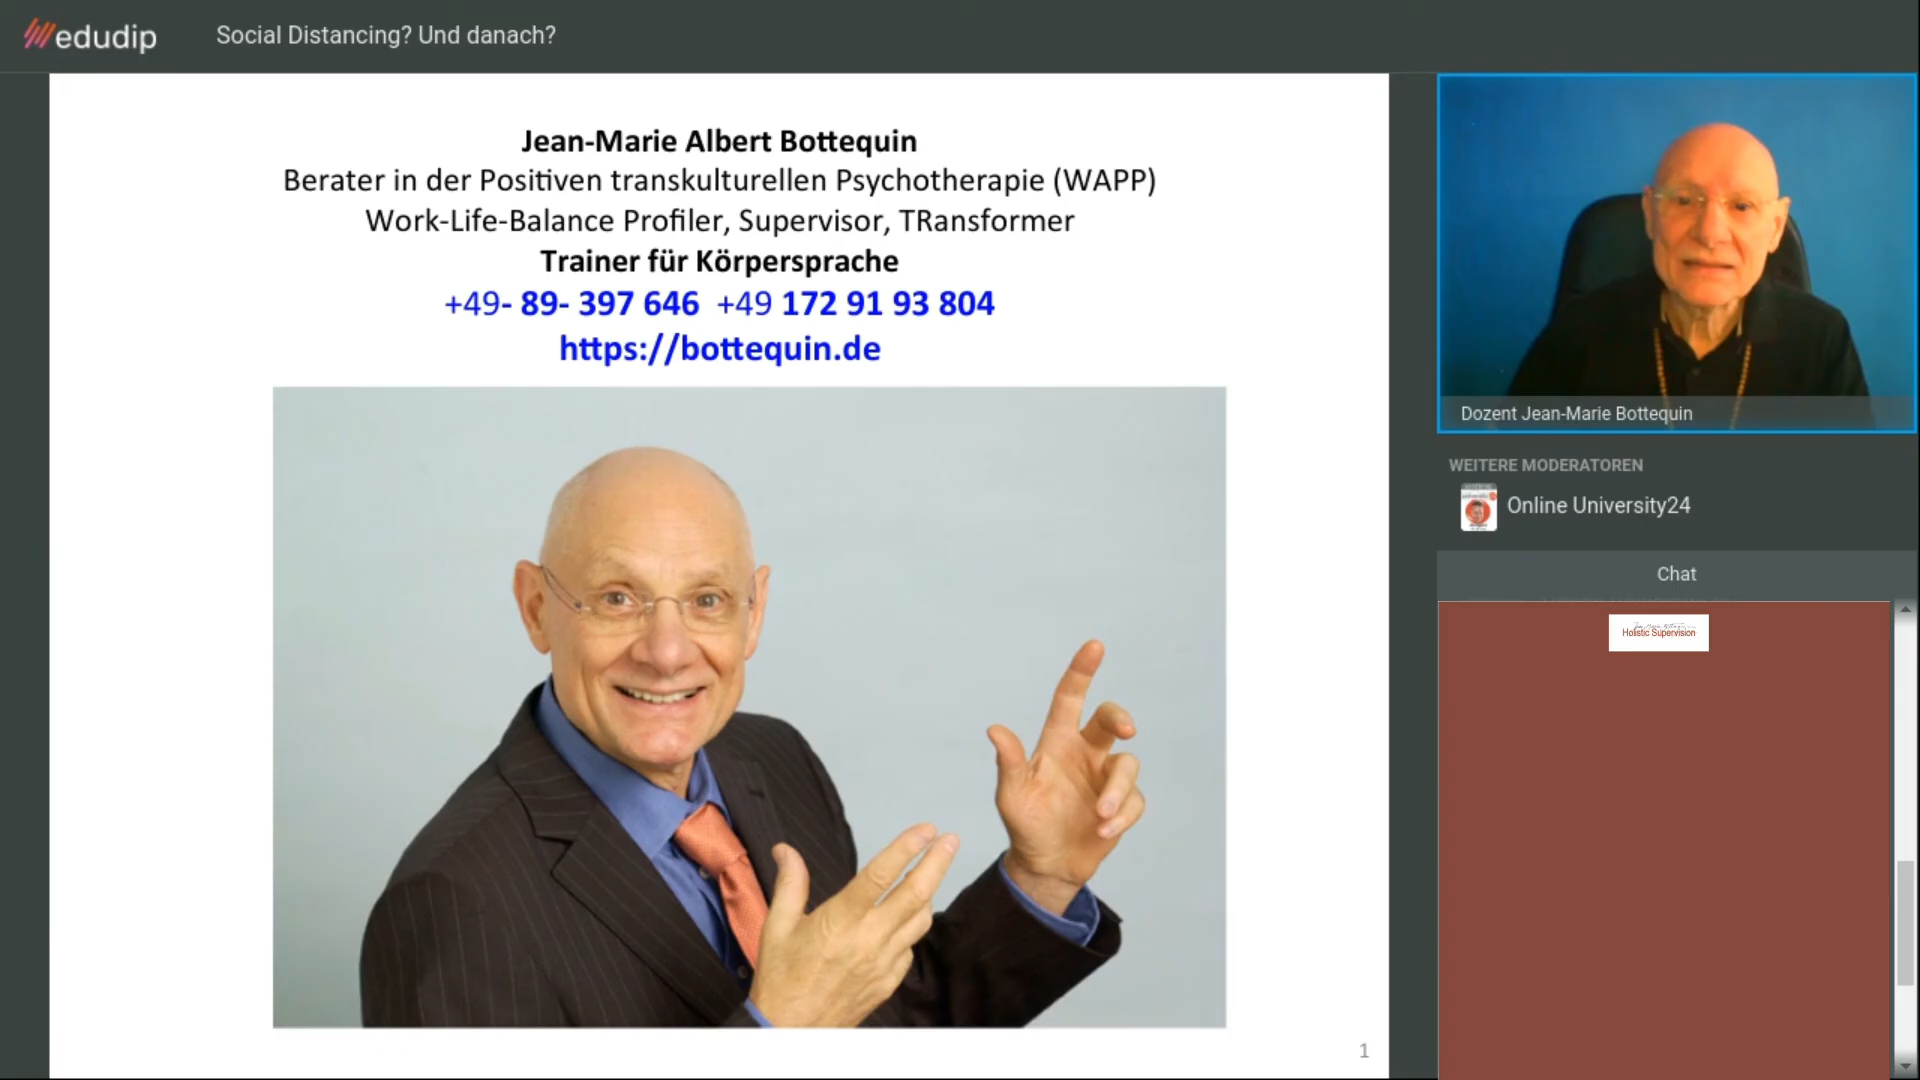 edudip
Social Distancing? Und danach?
Jean-Marie Albert Bottequin
Berater in der Positiven transkulturellen Psychotherapie (WAPP)
Work-Life-Balance Profiler, Supervisor, TRansformer
Trainer für Körpersprache
+49- 89- 397 646  +49 172 91 93 804
https://bottequin.de
1
Dozent Jean-Marie Bottequin
WEITERE MODERATOREN
Online University24
Chat
Holistic Supervision